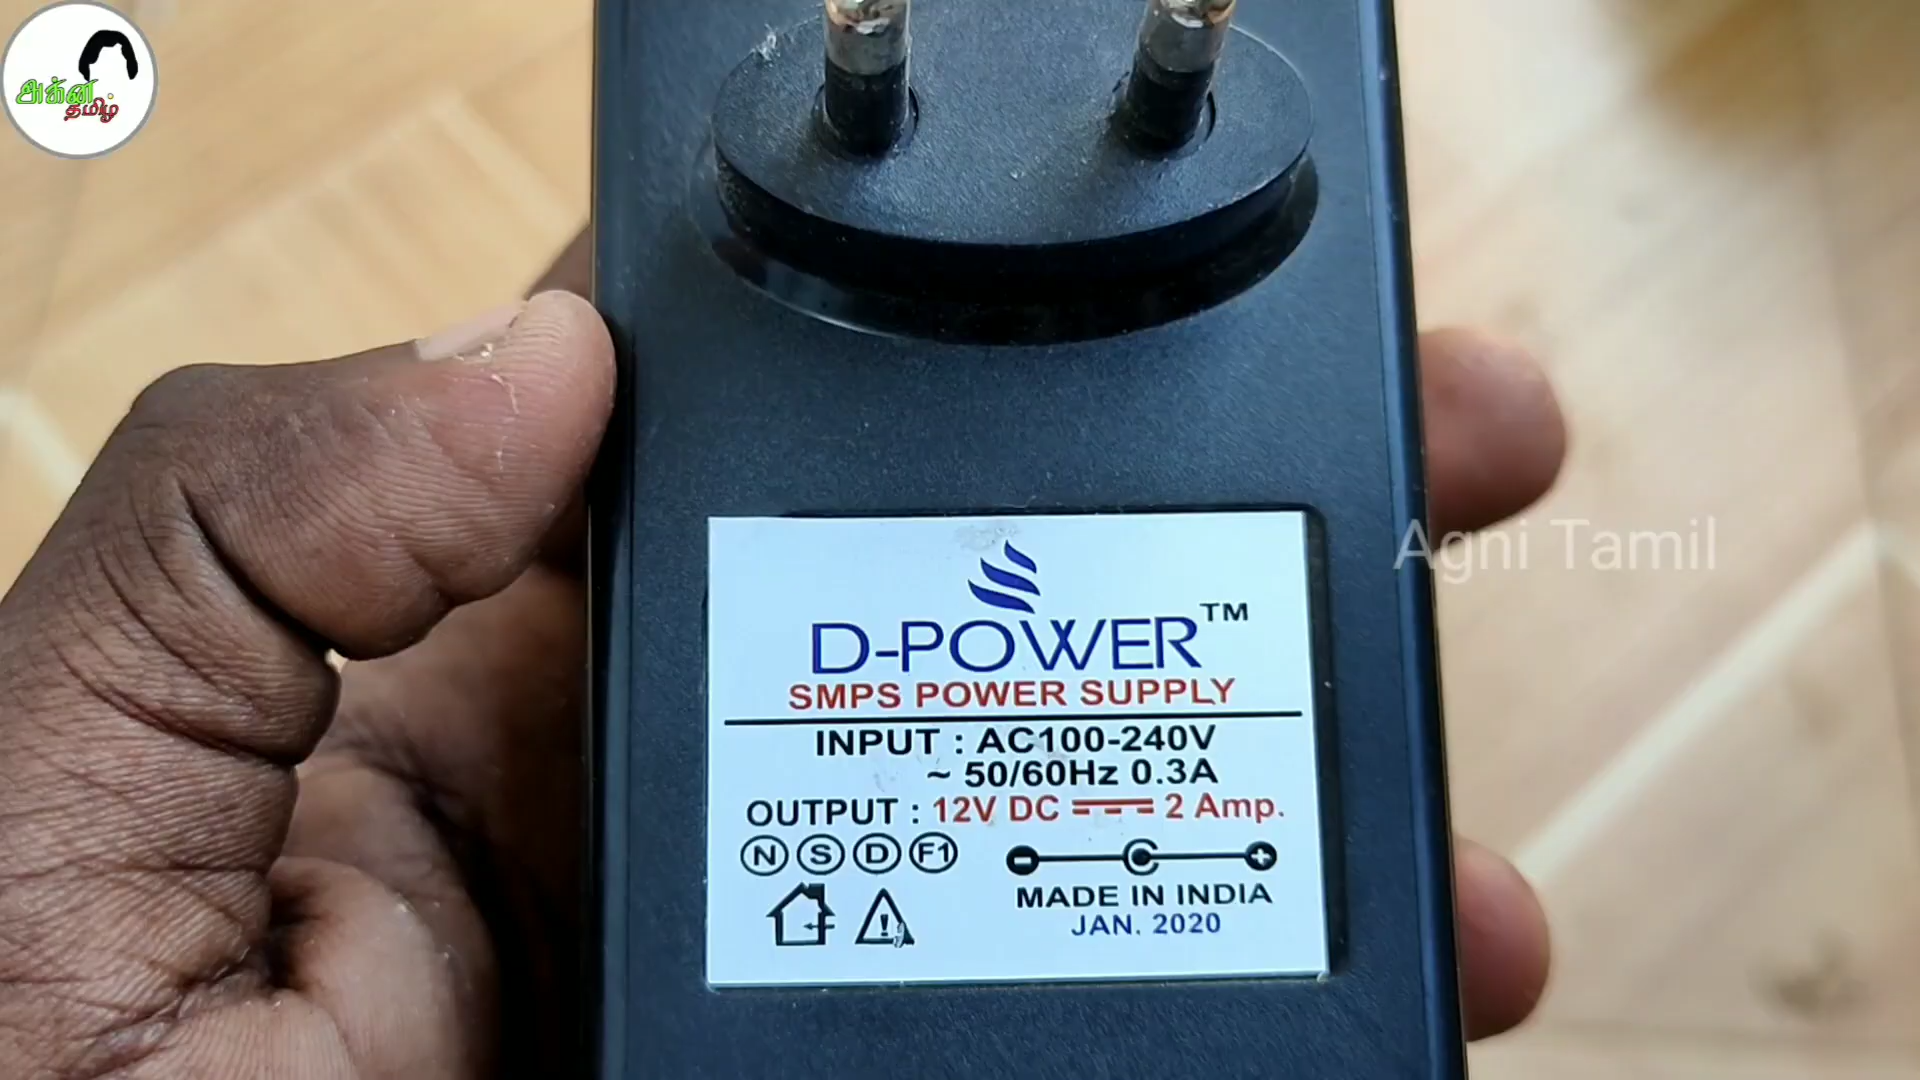 அக்னி
தமிழ்
Agni Tamil
D-POWER™
SMPS POWER SUPPLY
INPUT : AC100-240V
~ 50/60Hz 0.3A
OUTPUT : 12V DC ⎓ 2 Amp.
N S D F1
MADE IN INDIA
JAN. 2020